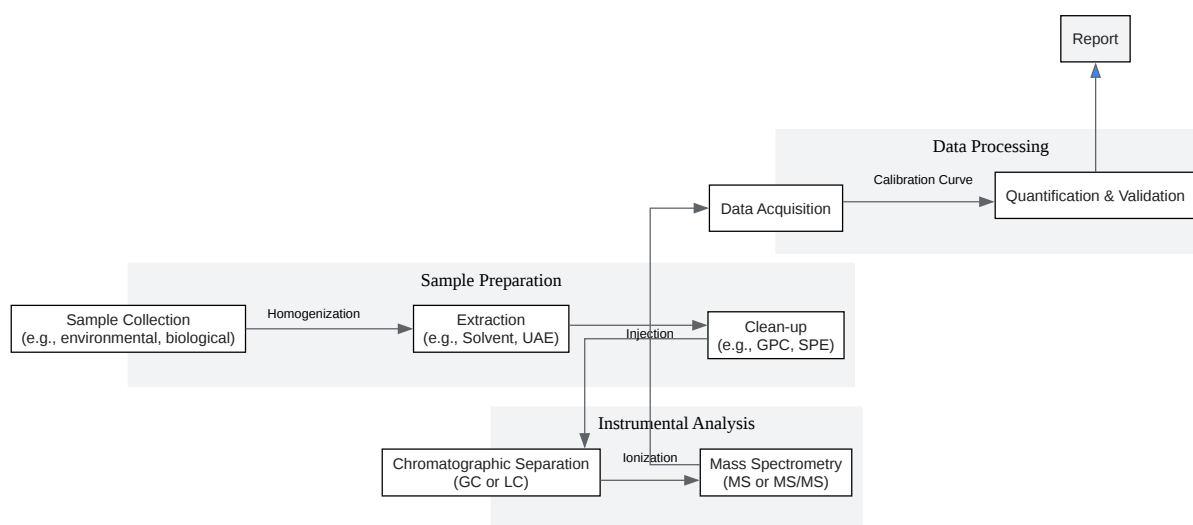 Report
Data Processing
Calibration Curve
Data Acquisition
Quantification & Validation
Sample Preparation
Sample Collection
(e.g., environmental, biological)
Homogenization
Extraction
(e.g., Solvent, UAE)
Injection
Clean-up
(e.g., GPC, SPE)
Instrumental Analysis
Chromatographic Separation
(GC or LC)
Ionization
Mass Spectrometry
(MS or MS/MS)